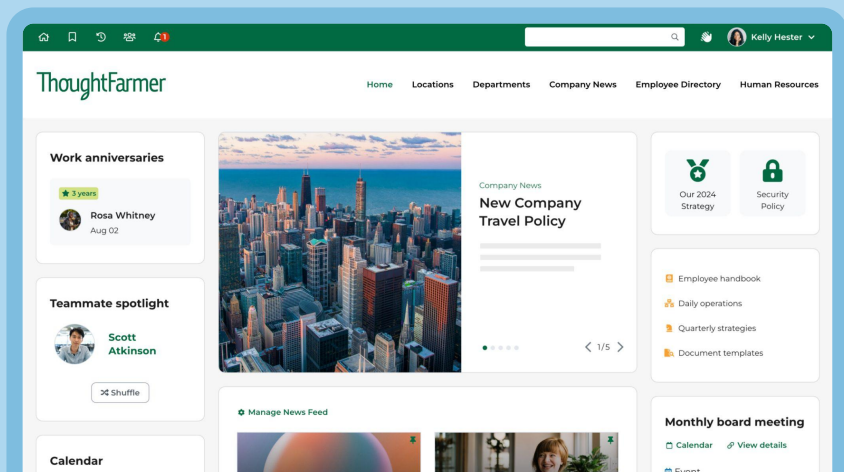 1
Kelly Hester
ThoughtFarmer
Home Locations Departments Company News Employee Directory Human Resources
Work anniversaries
3 years
Rosa Whitney
Aug 02
Teammate spotlight
Scott
Atkinson
Shuffle
Calendar
Company News
New Company
Travel Policy
1/5
Manage News Feed
Our 2024
Strategy
Security
Policy
Employee handbook
Daily operations
Quarterly strategies
Document templates
Monthly board meeting
Calendar View details
Event